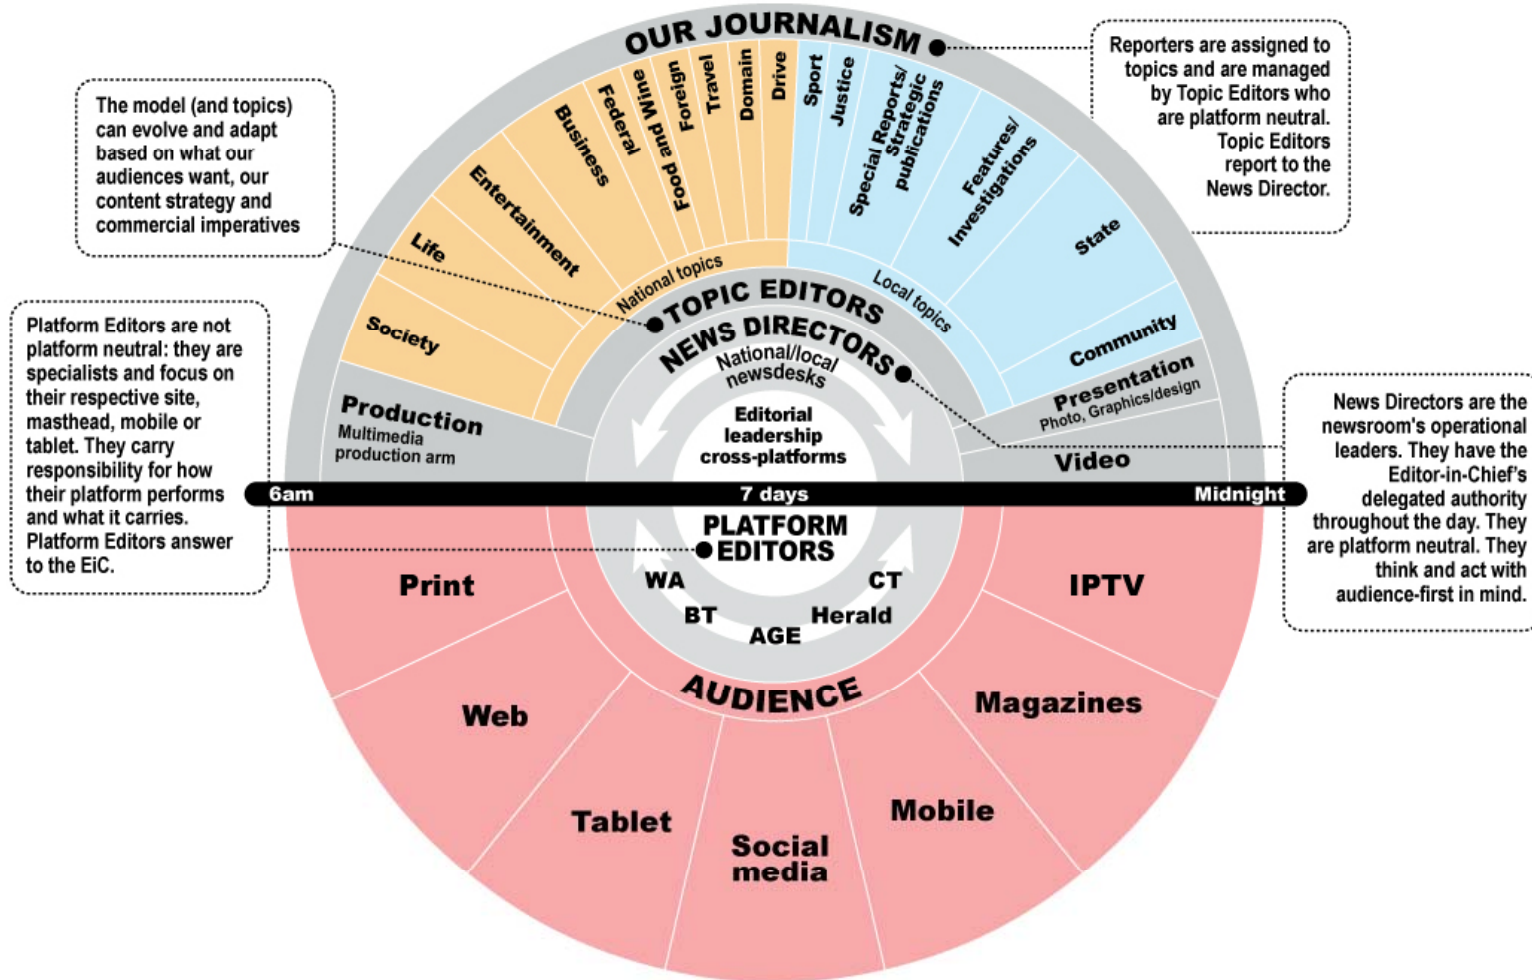 OUR JOURNALISM
Reporters are assigned to
topics and are managed
by Topic Editors who
are platform neutral.
Topic Editors
report to the
News Director.
The model (and topics)
can evolve and adapt
based on what our
audiences want, our
content strategy and
commercial imperatives
Society
Life
Entertainment
Business
Federal
Food and Wine
Foreign
Travel
Domain
Drive
Sport
Justice
Special Reports/
Strategic
publications
Features/
Investigations
State
Community
National topics
Local topics
TOPIC EDITORS
NEWS DIRECTORS
National/local
newsdesks
Editorial
leadership
cross-platforms
Production
Multimedia
production arm
Presentation
Photo, Graphics/design
Video
Platform Editors are not
platform neutral: they are
specialists and focus on
their respective site,
masthead, mobile or
tablet. They carry
responsibility for how
their platform performs
and what it carries.
Platform Editors answer
to the EiC.
News Directors are the
newsroom's operational
leaders. They have the
Editor-in-Chief's
delegated authority
throughout the day. They
are platform neutral. They
think and act with
audience-first in mind.
6am
7 days
Midnight
PLATFORM
EDITORS
WA
BT
AGE
Herald
CT
AUDIENCE
Print
Web
Tablet
Social
media
Mobile
Magazines
IPTV